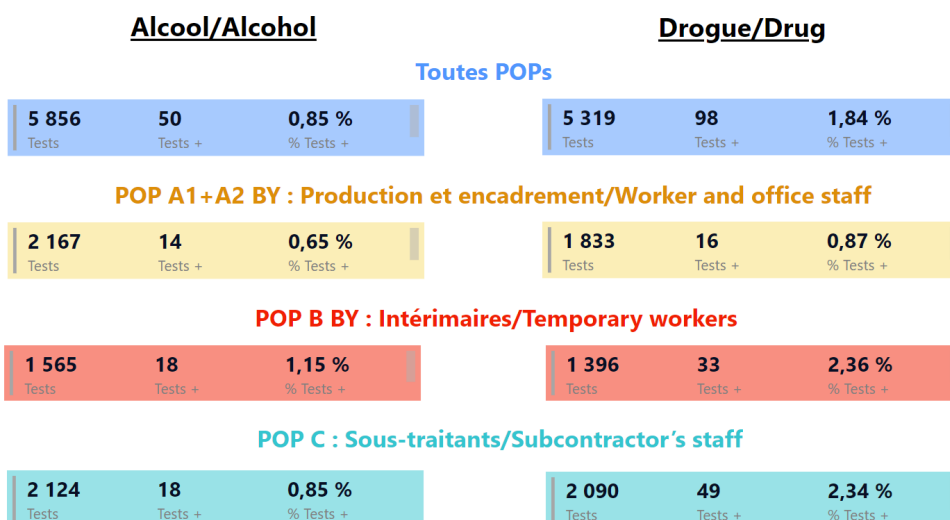 Alcool/Alcohol Drogue/Drug
Toutes POPs
5 856 50 0,85 % 5 319 98 1,84 %
Tests Tests + % Tests + Tests Tests + % Tests +
POP A1+A2 BY : Production et encadrement/Worker and office staff
2 167 14 0,65 % 1 833 16 0,87 %
Tests Tests + % Tests + Tests Tests + % Tests +
POP B BY : Intérimaires/Temporary workers
1 565 18 1,15 % 1 396 33 2,36 %
Tests Tests + % Tests + Tests Tests + % Tests +
POP C : Sous-traitants/Subcontractor’s staff
2 124 18 0,85 % 2 090 49 2,34 %
Tests Tests + % Tests + Tests Tests + % Tests +